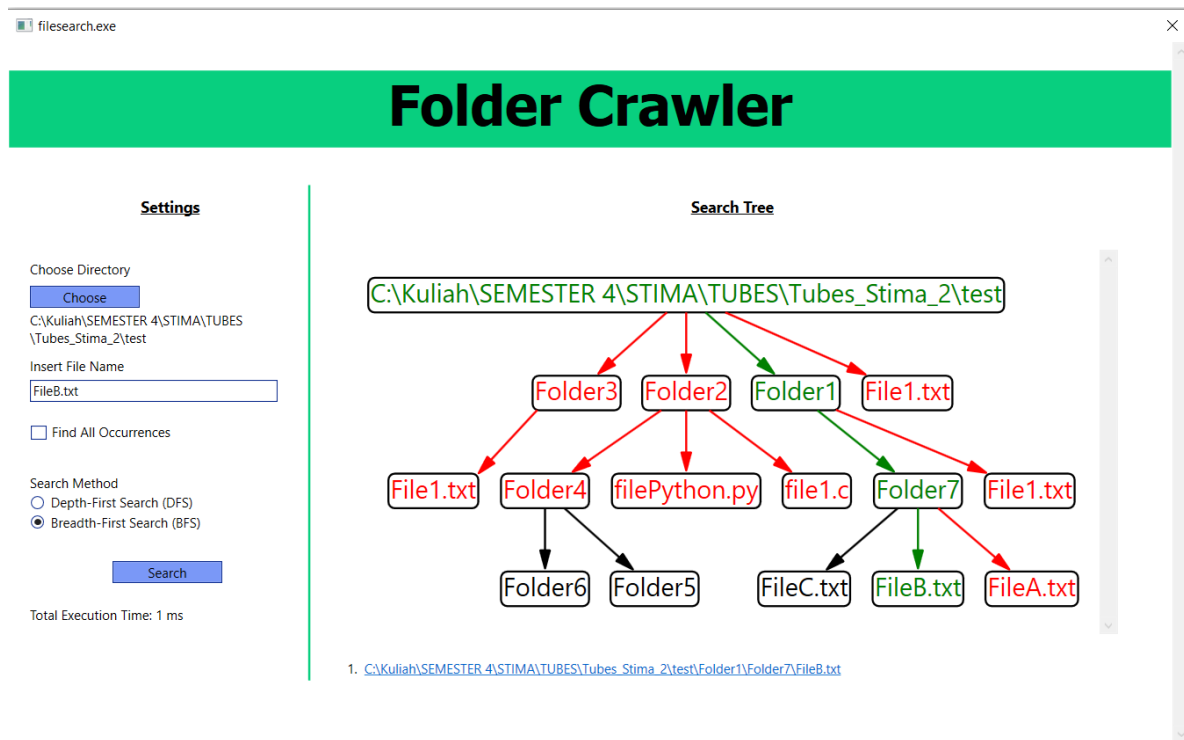 filesearch.exe
Folder Crawler
Settings
Choose Directory
Choose
C:\Kuliah\SEMESTER 4\STIMA\TUBES
\Tubes_Stima_2\test
Insert File Name
FileB.txt
Find All Occurrences
Search Method
Depth-First Search (DFS)
Breadth-First Search (BFS)
Search
Total Execution Time: 1 ms
Search Tree
C:\Kuliah\SEMESTER 4\STIMA\TUBES\Tubes_Stima_2\test
Folder3 Folder2 Folder1 File1.txt
File1.txt Folder4 filePython.py file1.c Folder7 File1.txt
Folder6 Folder5 FileC.txt FileB.txt FileA.txt
1. C:\Kuliah\SEMESTER 4\STIMA\TUBES\Tubes_Stima_2\test\Folder1\Folder7\FileB.txt